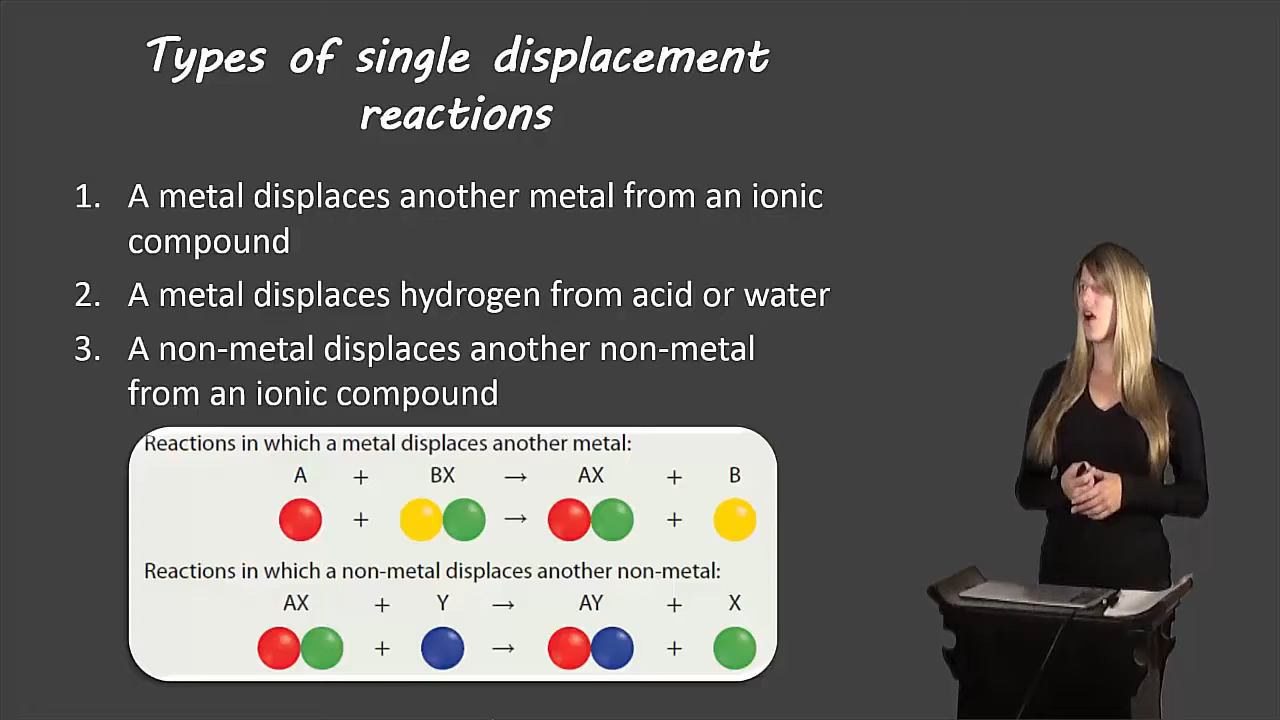 Types of single displacement
reactions
1. A metal displaces another metal from an ionic
compound
2. A metal displaces hydrogen from acid or water
3. A non-metal displaces another non-metal
from an ionic compound
Reactions in which a metal displaces another metal:
A + BX → AX + B
+ → +
Reactions in which a non-metal displaces another non-metal:
AX + Y → AY + X
+ → +